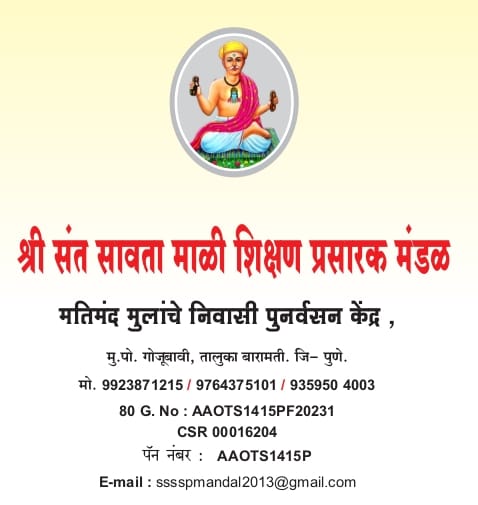 श्री संत सावता माळी शिक्षण प्रसारक मंडळ
मतिमंद मुलांचे निवासी पुनर्वसन केंद्र ,
मु.पो. गोजूबावी, तालुका बारामती. जि– पुणे.
मो. 9923871215 / 9764375101 / 935950 4003
80 G. No : AAOTS1415PF20231
CSR 00016204
पॅन नंबर : AAOTS1415P
E-mail : sssspmandal2013@gmail.com